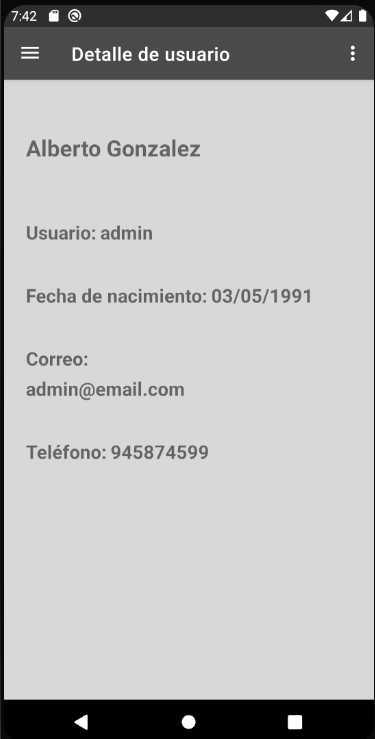 7:42
Detalle de usuario
Alberto Gonzalez
Usuario: admin
Fecha de nacimiento: 03/05/1991
Correo:
admin@email.com
Teléfono: 945874599